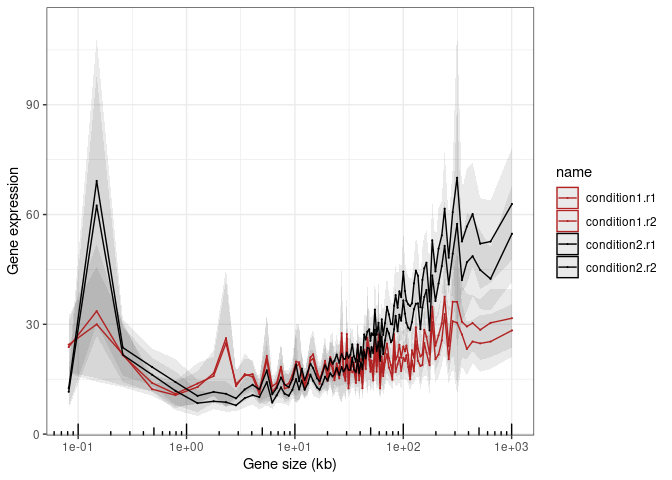 90
60
30
0
Gene expression
1e-01 1e+00 1e+01 1e+02 1e+03
Gene size (kb)
name
condition1.r1
condition1.r2
condition2.r1
condition2.r2